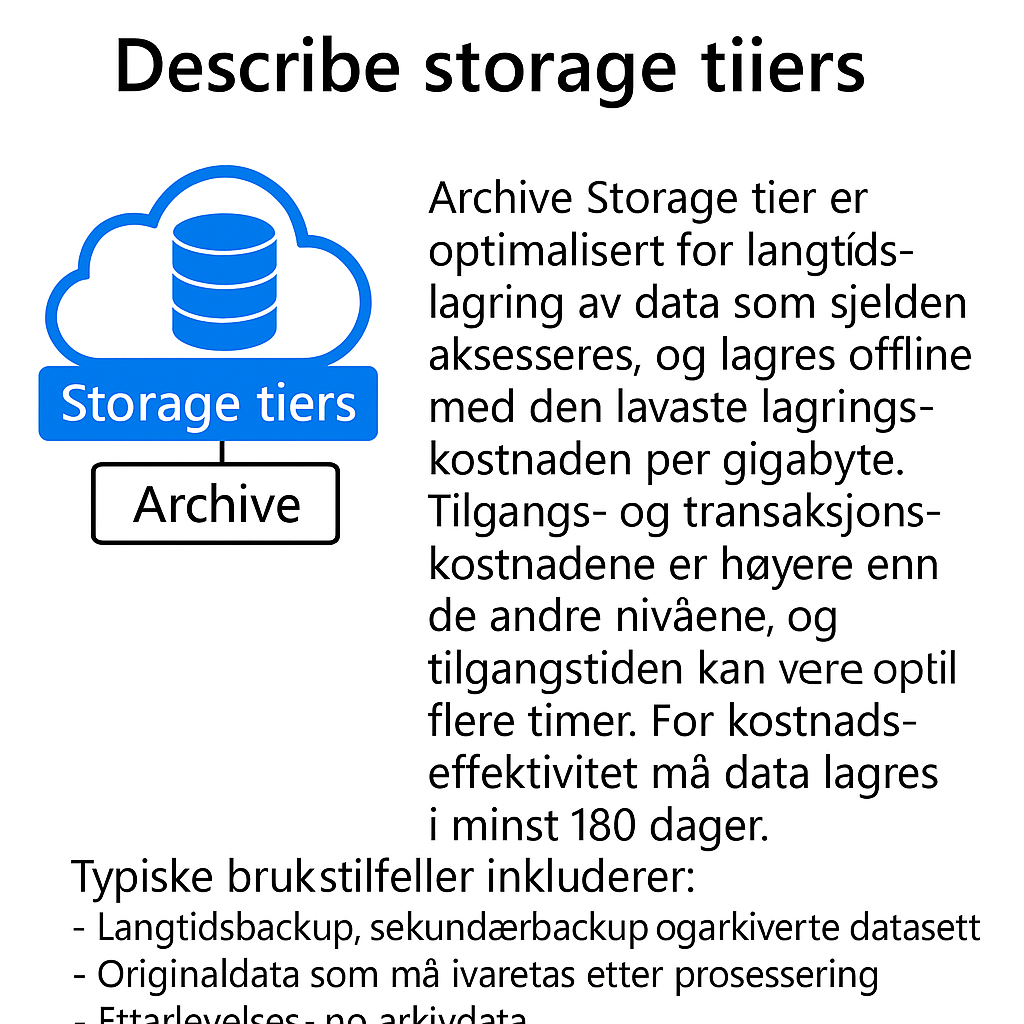 Describe storage tiiers
Storage tiers
Archive
Archive Storage tier er
optimalisert for langtíds-
lagring av data som sjelden
aksesseres, og lagres offline
med den lavaste lagrings-
kostnaden per gigabyte.
Tilgangs- og transaksjons-
kostnadene er høyere enn
de andre nivåene, og
tilgangstiden kan vere optil
flere timer. For kostnads-
effektivitet må data lagres
i minst 180 dager.
Typiske brukstilfeller inkluderer:
- Langtidsbackup, sekundærbackup ogarkiverte datasett
- Originaldata som må ivaretas etter prosessering
- Ettarlevelses- no arkivdata